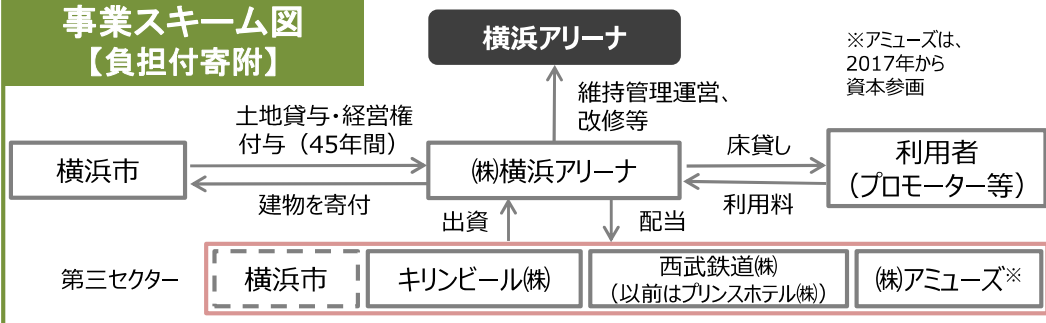 事業スキーム図
【負担付寄附】
横浜アリーナ
※アミューズは、
2017年から
資本参画
維持管理運営、
改修等
土地貸与・経営権
付与（45年間）
横浜市
建物を寄付
㈱横浜アリーナ
床貸し
利用料
利用者
（プロモーター等）
出資
配当
第三セクター
横浜市
キリンビール㈱
西武鉄道㈱
（以前はプリンスホテル㈱）
㈱アミューズ※